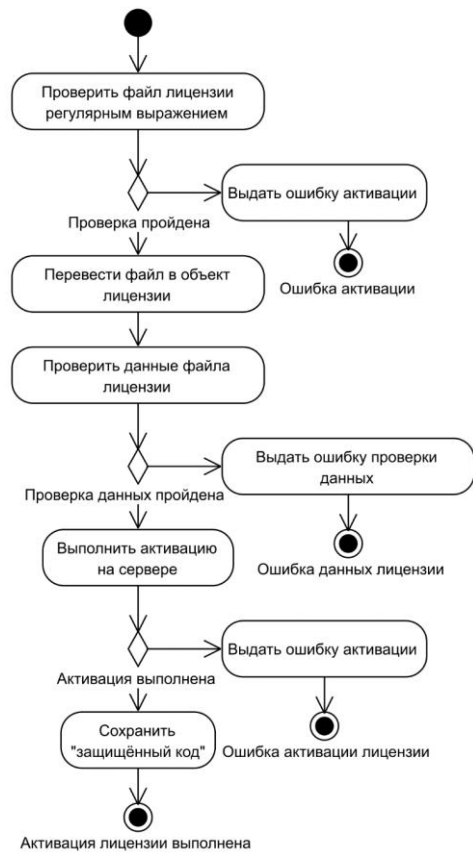 Проверить файл лицензии
регулярным выражением
Выдать ошибку активации
Проверка пройдена
Ошибка активации
Перевести файл в объект
лицензии
Проверить данные файла
лицензии
Выдать ошибку проверки
данных
Проверка данных пройдена
Ошибка данных лицензии
Выполнить активацию
на сервере
Выдать ошибку активации
Активация выполнена
Ошибка активации лицензии
Сохранить
"защищённый код"
Активация лицензии выполнена